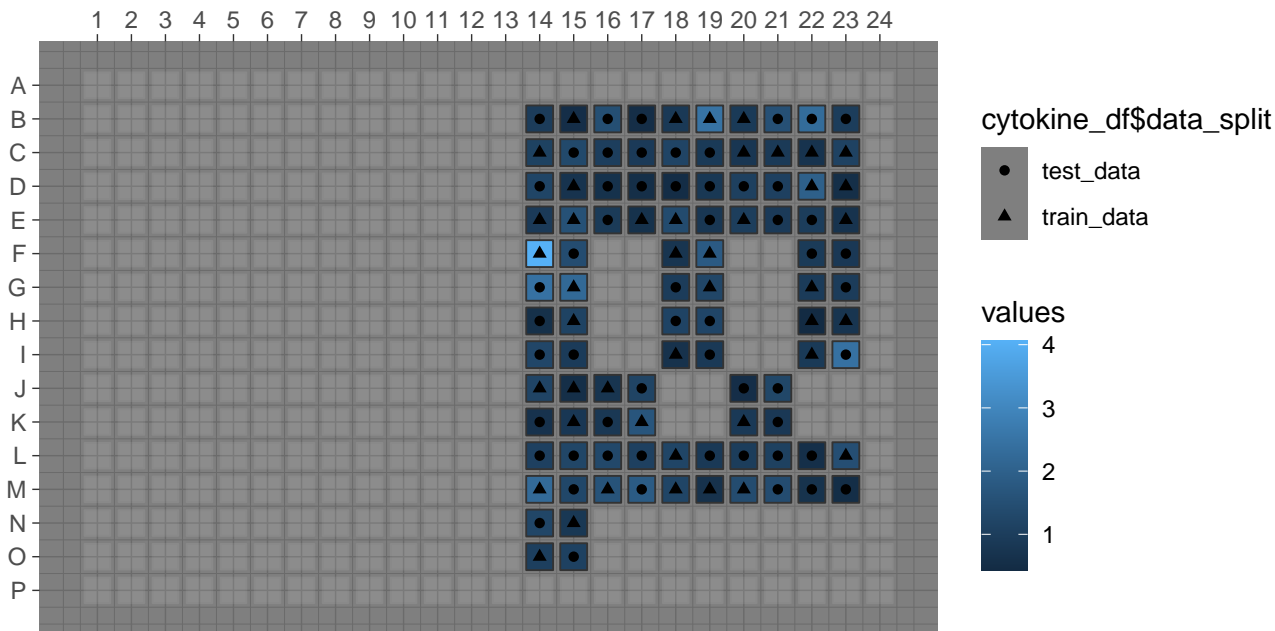 1 2 3 4 5 6 7 8 9 10 11 12 13 14 15 16 17 18 19 20 21 22 23 24
A
B
C
D
E
F
G
H
I
J
K
L
M
N
O
P
cytokine_df$data_split
test_data
train_data
values
4
3
2
1